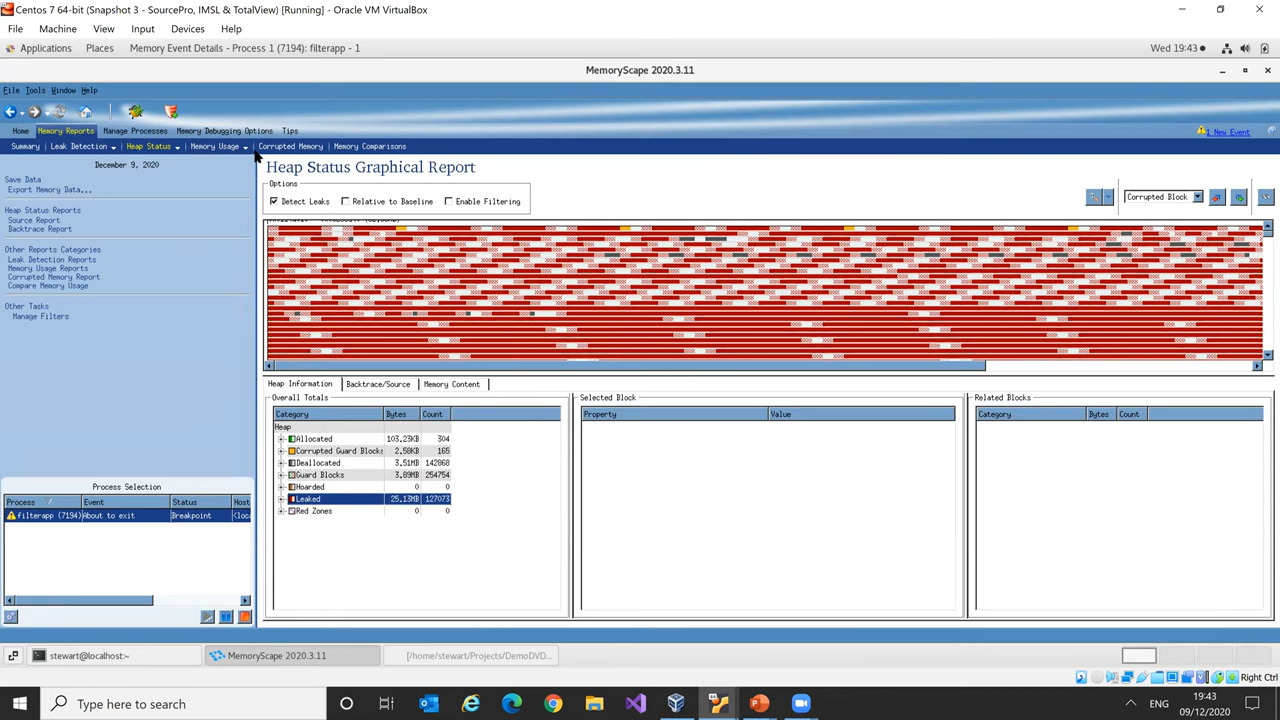 Centos 7 64-bit (Snapshot 3 - SourcePro, IMSL & TotalView) [Running] - Oracle VM VirtualBox
File Machine View Input Devices Help
Applications Places Memory Event Details - Process 1 (7194): filterapp - 1 Wed 19:43
MemoryScape 2020.3.11
File Tools Window Help
Home Memory Reports Manage Processes Memory Debugging Options Tips 1 New Event
Summary Leak Detection Heap Status Memory Usage Corrupted Memory Memory Comparisons
December 9, 2020
Save Data
Export Memory Data...
Heap Status Reports
Source Report
Backtrace Report
Other Reports Categories
Leak Detection Reports
Memory Usage Reports
Corrupted Memory Report
Compare Memory Usage
Other Tasks
Manage Filters
Heap Status Graphical Report
Options
Detect Leaks Relative to Baseline Enable Filtering
Corrupted Block
Heap Information Backtrace/Source Memory Content
Overall Totals
Category Bytes Count
Heap
Allocated 103.23KB 304
Corrupted Guard Blocks 2.58KB 165
Deallocated 3.51MB 142868
Guard Blocks 3.89MB 254754
Hoarded 0 0
Leaked 25.13MB 127073
Red Zones 0 0
Selected Block
Property Value
Related Blocks
Category Bytes Count
Process Selection
Process Event Status Host
filterapp (7194) About to exit Breakpoint <loc
stewart@localhost:~ MemoryScape 2020.3.11 [/home/stewart/Projects/DemoDVD...
Right Ctrl
Type here to search
ENG
19:43
09/12/2020